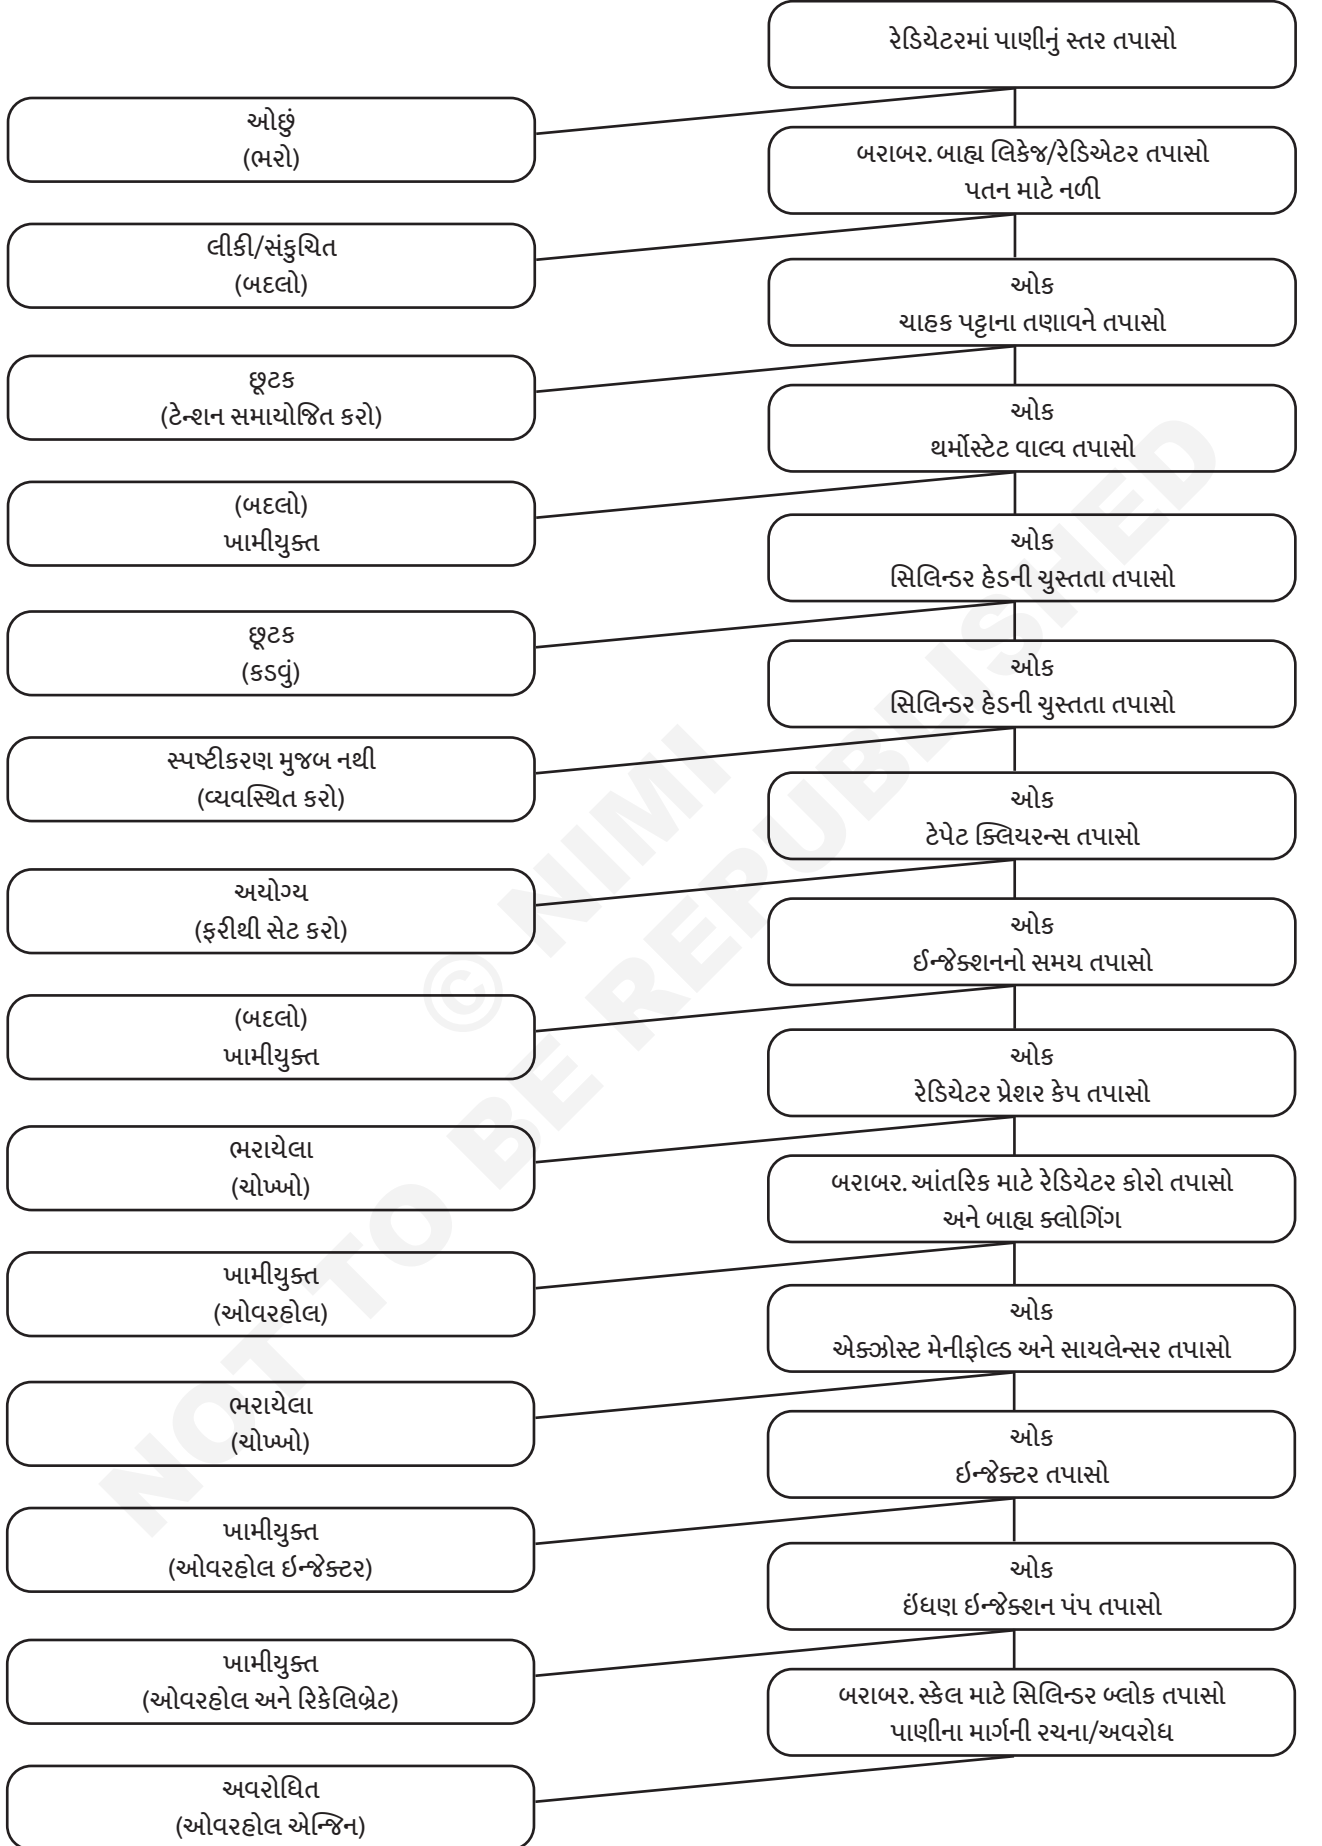 રેડિયેટરમાં પાણીનું સ્તર તપાસો
ઓછું
(ભરો)
બરાબર. બાહ્ય લિકેજ/રેડિએટર તપાસો
પતન માટે નળી
લીકી/સંકુચિત
(બદલો)
ઓક
ચાહક પટ્ટાના તણાવને તપાસો
છૂટક
(ટેન્શન સમાયોજિત કરો)
ઓક
થર્મોસ્ટેટ વાલ્વ તપાસો
(બદલો)
ખામીયુક્ત
ઓક
સિલિન્ડર હેડની ચુસ્તતા તપાસો
છૂટક
(કડવું)
ઓક
સિલિન્ડર હેડની ચુસ્તતા તપાસો
સ્પષ્ટીકરણ મુજબ નથી
(વ્યવસ્થિત કરો)
ઓક
ટેપેટ ક્લિયરન્સ તપાસો
અયોગ્ય
(ફરીથી સેટ કરો)
ઓક
ઈન્જેક્શનનો સમય તપાસો
(બદલો)
ખામીયુક્ત
ઓક
રેડિયેટર પ્રેશર કેપ તપાસો
ભરાયેલા
(ચોખ્ખો)
બરાબર. આંતરિક માટે રેડિયેટર કોરો તપાસો
અને બાહ્ય ક્લોગિંગ
ખામીયુક્ત
(ઓવરહોલ)
ઓક
એક્ઝોસ્ટ મેનીફોલ્ડ અને સાયલેન્સર તપાસો
ભરાયેલા
(ચોખ્ખો)
ઓક
ઇન્જેક્ટર તપાસો
ખામીયુક્ત
(ઓવરહોલ ઇન્જેક્ટર)
ઓક
ઇંધણ ઇન્જેક્શન પંપ તપાસો
ખામીયુક્ત
(ઓવરહોલ અને રિકેલિબ્રેટ)
બરાબર. સ્કેલ માટે સિલિન્ડર બ્લોક તપાસો
પાણીના માર્ગની રચના/અવરોધ
અવરોધિત
(ઓવરહોલ એન્જિન)
© NIMI
NOT TO BE REPUBLISHED